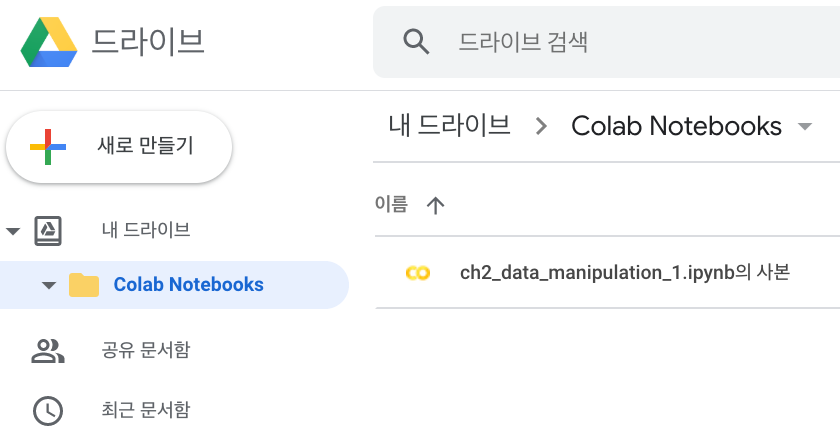 드라이브
드라이브 검색
내 드라이브 > Colab Notebooks
새로 만들기
이름 ↑
내 드라이브
Colab Notebooks
ch2_data_manipulation_1.ipynb의 사본
공유 문서함
최근 문서함